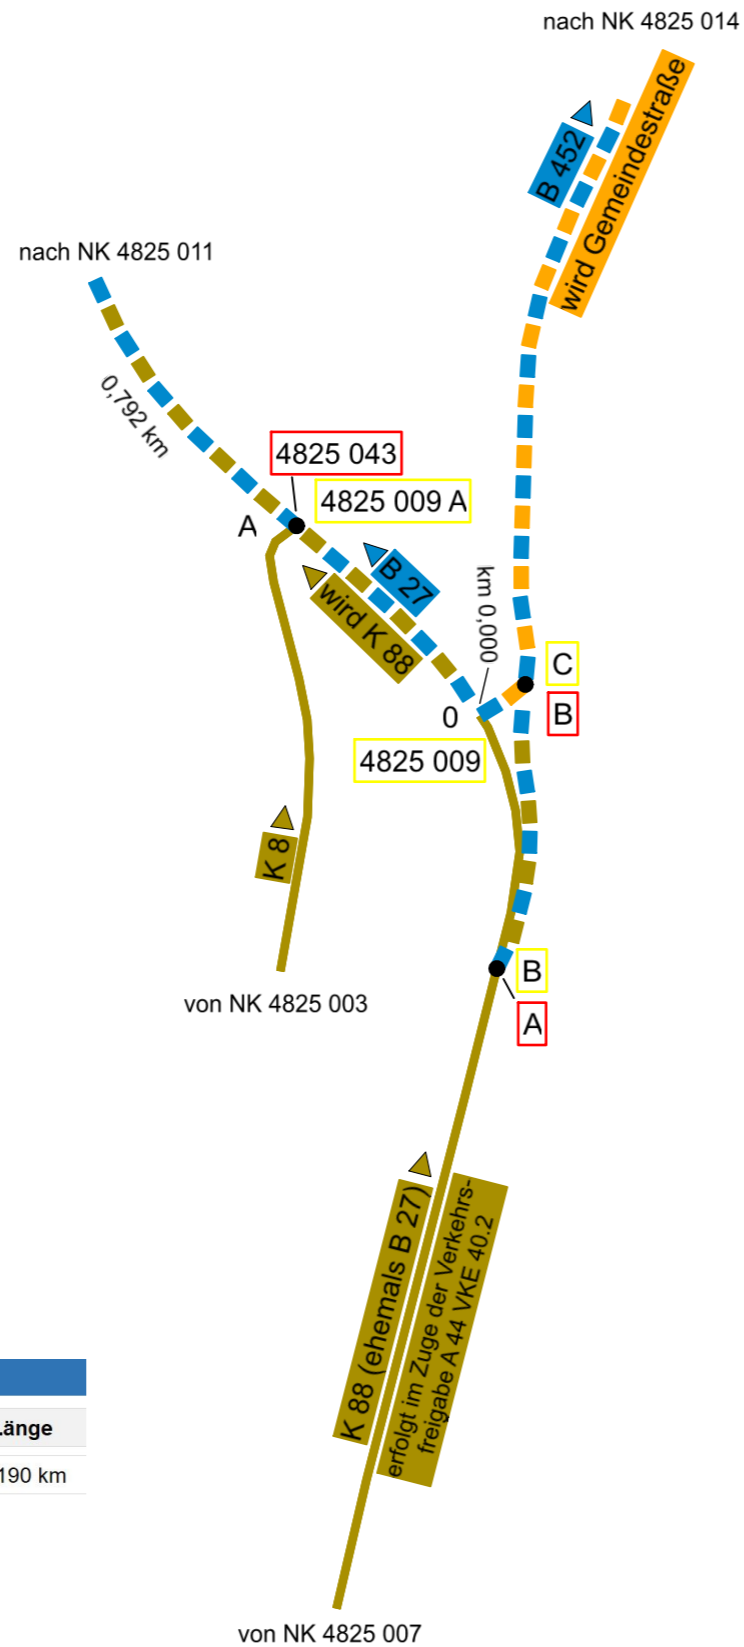 nach NK 4825 014
B 452
wird Gemeindestraße
nach NK 4825 011
0,792 km
4825 043
4825 009 A
A
B 27
wird K 88
km 0,000
C
B
0
4825 009
K 8
B
A
von NK 4825 003
K 88 (ehemals B 27)
erfolgt im Zuge der Verkehrs-
freigabe A 44 VKE 40.2
änge
190 km
von NK 4825 007